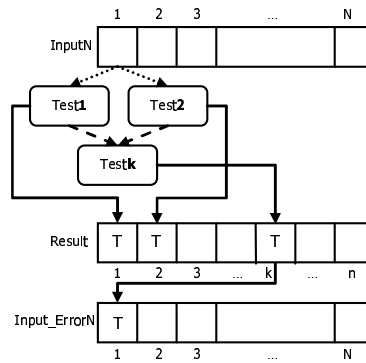 1 2 3 ... N
InputN
Test1 Test2
Testk
Result T T T
1 2 3 ... k ... n
Input_ErrorN T
1 2 3 ... N